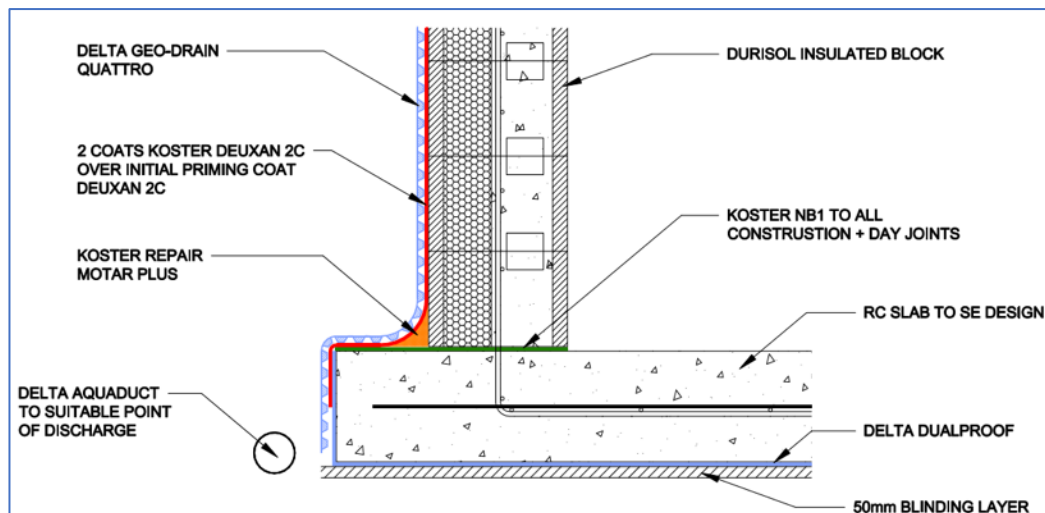 DELTA GEO-DRAIN
QUATTRO
2 COATS KOSTER DEUXAN 2C
OVER INITIAL PRIMING COAT
DEUXAN 2C
KOSTER REPAIR
MOTAR PLUS
DELTA AQUADUCT
TO SUITABLE POINT
OF DISCHARGE
DURISOL INSULATED BLOCK
KOSTER NB1 TO ALL
CONSTRUSTION + DAY JOINTS
RC SLAB TO SE DESIGN
DELTA DUALPROOF
50mm BLINDING LAYER